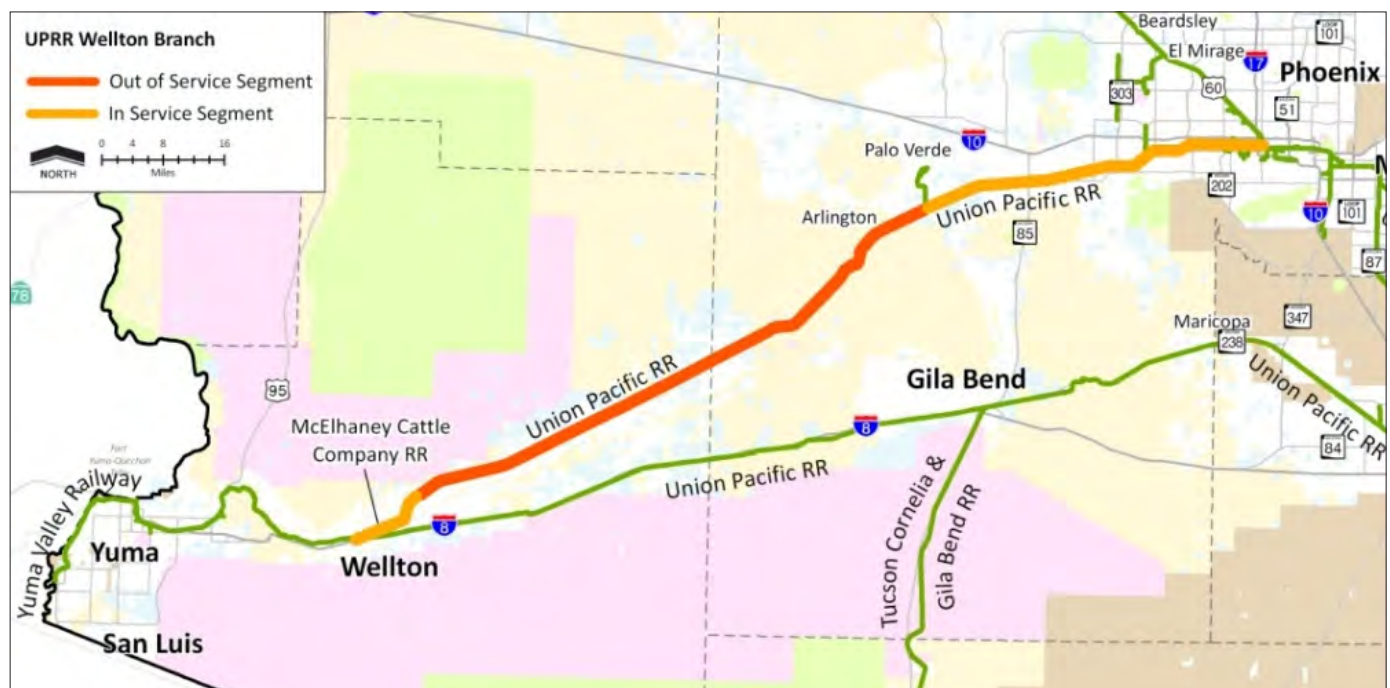 UPRR Wellton Branch
Out of Service Segment
In Service Segment
NORTH
0 4 8 16
Miles
Beardsley
El Mirage
Phoenix
101
17
303
60
51
Palo Verde
10
202
Arlington
Union Pacific RR
85
10
101
87
78
Maricopa
238
347
Union Pacific RR
84
95
Union Pacific RR
McElhaney Cattle
Company RR
Gila Bend
8
Union Pacific RR
8
Tucson Cornelia &
Gila Bend RR
Fort
Yuma Valley Railway
Yuma
Wellton
San Luis